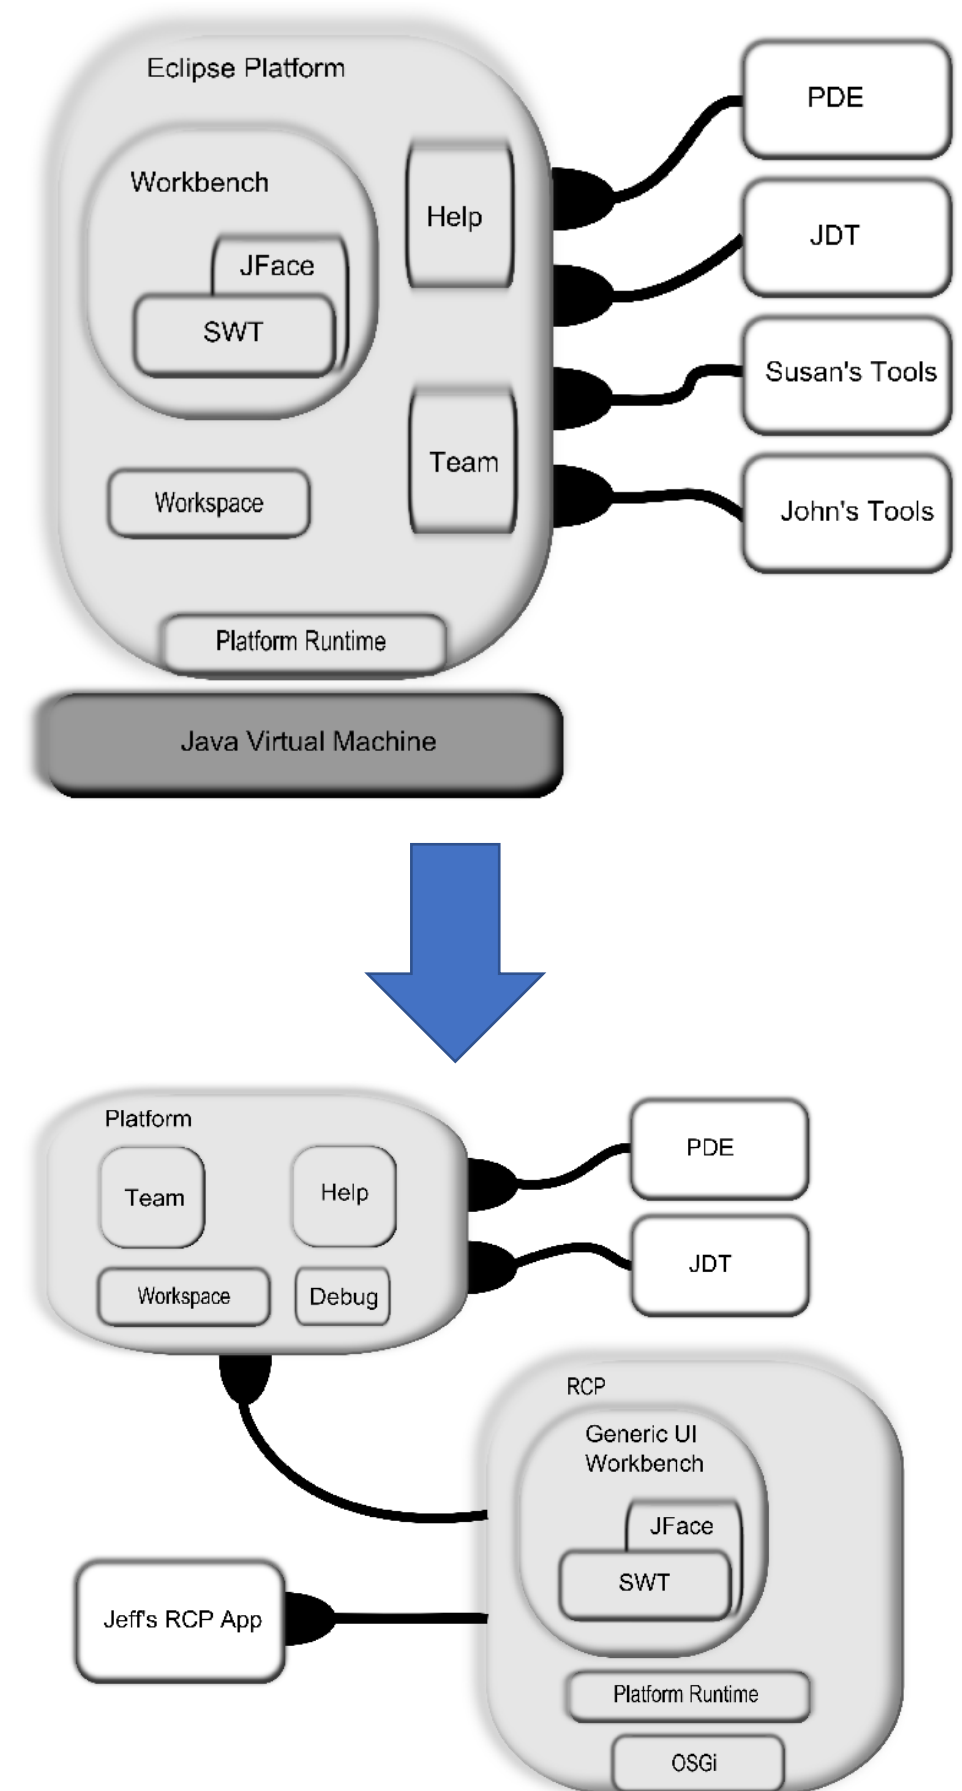 Eclipse Platform
Workbench
JFace
SWT
Help
Team
Workspace
Platform Runtime
Java Virtual Machine
PDE
JDT
Susan's Tools
John's Tools
Platform
Team
Help
Workspace
Debug
PDE
JDT
RCP
Generic UI
Workbench
JFace
SWT
Jeff's RCP App
Platform Runtime
OSGi